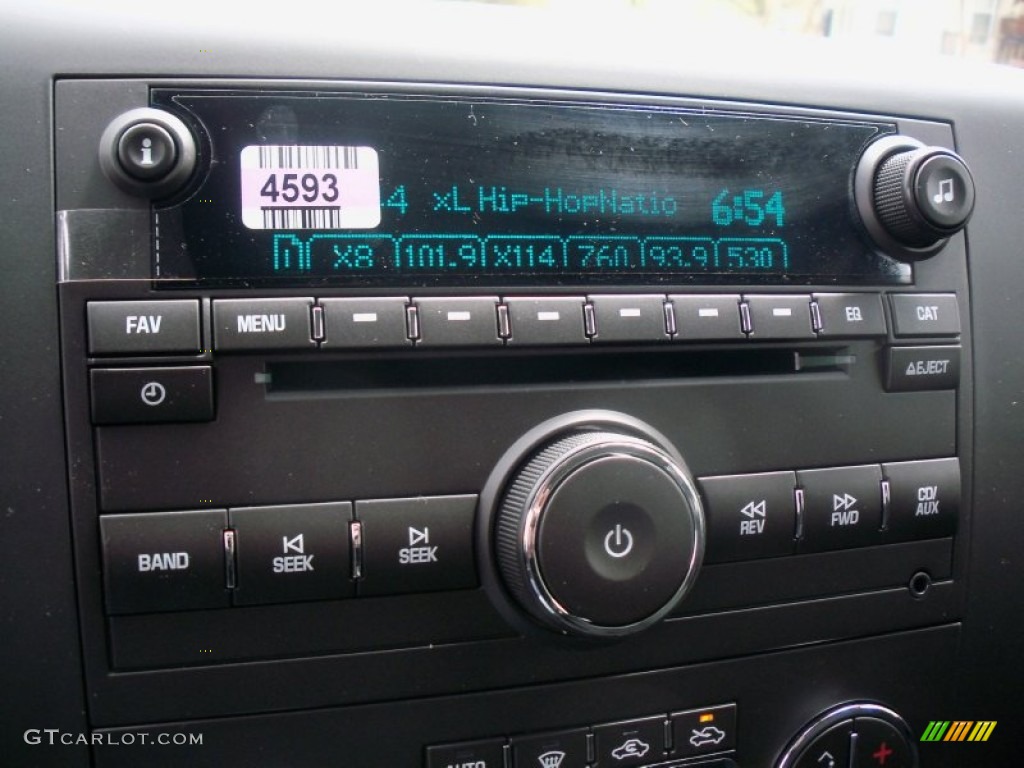 4593
4 xL Hip-HopNatio 6:54
X8 101.9 X114 760 93.9 530
FAV MENU EQ CAT
EJECT
BAND SEEK SEEK REV FWD CD/
AUX
AUTO
GTCARLOT.COM